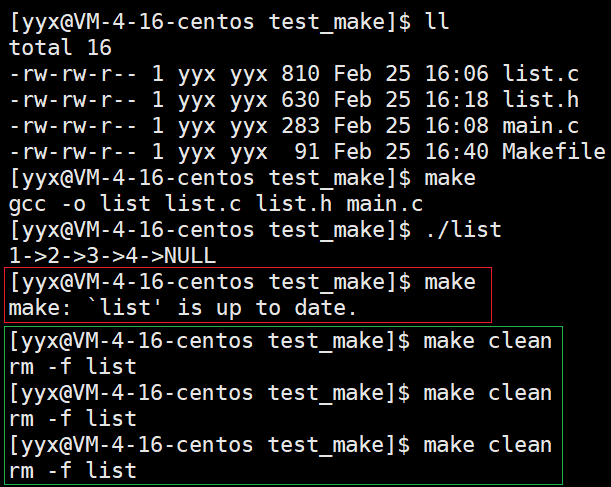 [yyx@VM-4-16-centos test_make]$ ll
total 16
-rw-rw-r-- 1 yyx yyx 810 Feb 25 16:06 list.c
-rw-rw-r-- 1 yyx yyx 630 Feb 25 16:18 list.h
-rw-rw-r-- 1 yyx yyx 283 Feb 25 16:08 main.c
-rw-rw-r-- 1 yyx yyx  91 Feb 25 16:40 Makefile
[yyx@VM-4-16-centos test_make]$ make
gcc -o list list.c list.h main.c
[yyx@VM-4-16-centos test_make]$ ./list
1->2->3->4->NULL
[yyx@VM-4-16-centos test_make]$ make
make: `list' is up to date.
[yyx@VM-4-16-centos test_make]$ make clean
rm -f list
[yyx@VM-4-16-centos test_make]$ make clean
rm -f list
[yyx@VM-4-16-centos test_make]$ make clean
rm -f list